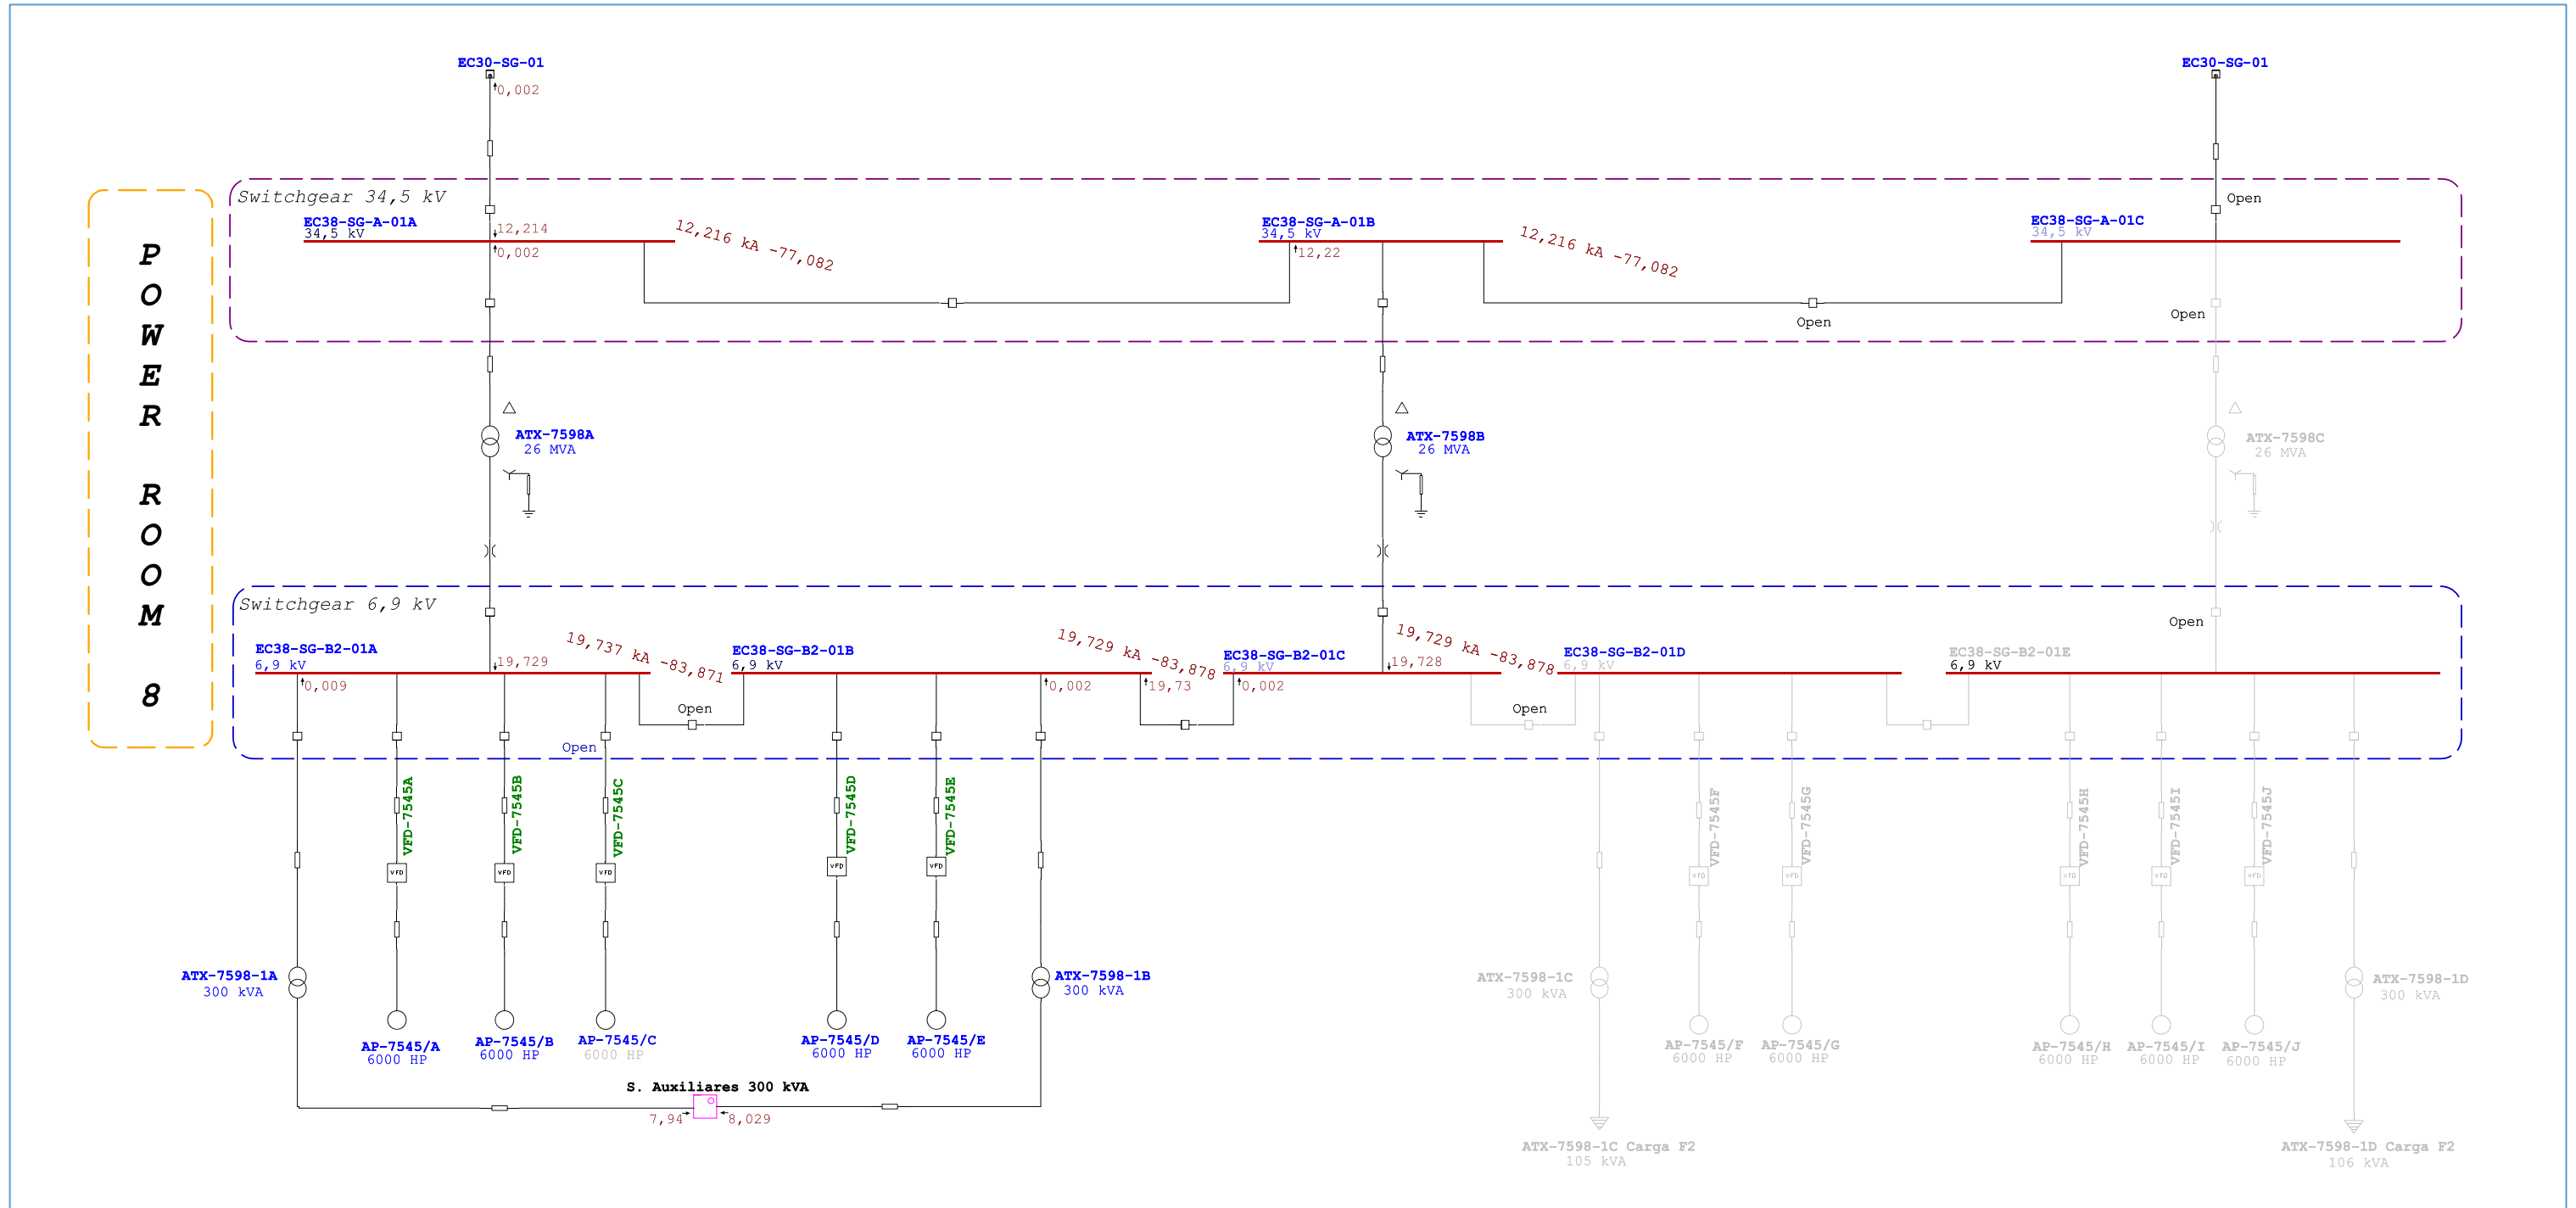 EC30-SG-01
EC30-SG-01
0,002
Switchgear 34,5 kV
Open
EC38-SG-A-01A
34,5 kV
12,214
0,002
12,216 kA -77,082
EC38-SG-A-01B
34,5 kV
12,22
12,216 kA -77,082
EC38-SG-A-01C
34,5 kV
Open
Open
POWER ROOM 8
ATX-7598A
26 MVA
ATX-7598B
26 MVA
ATX-7598C
26 MVA
Switchgear 6,9 kV
Open
EC38-SG-B2-01A
6,9 kV
0,009
19,729
19,737 kA -83,871
EC38-SG-B2-01B
6,9 kV
0,002
19,729 kA -83,878
19,73
EC38-SG-B2-01C
6,9 kV
0,002
19,728
19,729 kA -83,878
EC38-SG-B2-01D
6,9 kV
EC38-SG-B2-01E
6,9 kV
Open
Open
Open
VFD-7545A
VFD-7545B
VFD-7545C
VFD-7545D
VFD-7545E
VFD-7545F
VFD-7545G
VFD-7545H
VFD-7545I
VFD-7545J
VFD
VFD
VFD
VFD
VFD
VFD
VFD
VFD
VFD
VFD
ATX-7598-1A
300 kVA
ATX-7598-1B
300 kVA
ATX-7598-1C
300 kVA
ATX-7598-1D
300 kVA
AP-7545/A
6000 HP
AP-7545/B
6000 HP
AP-7545/C
6000 HP
AP-7545/D
6000 HP
AP-7545/E
6000 HP
AP-7545/F
6000 HP
AP-7545/G
6000 HP
AP-7545/H
6000 HP
AP-7545/I
6000 HP
AP-7545/J
6000 HP
S. Auxiliares 300 kVA
7,94
8,029
ATX-7598-1C Carga F2
105 kVA
ATX-7598-1D Carga F2
106 kVA